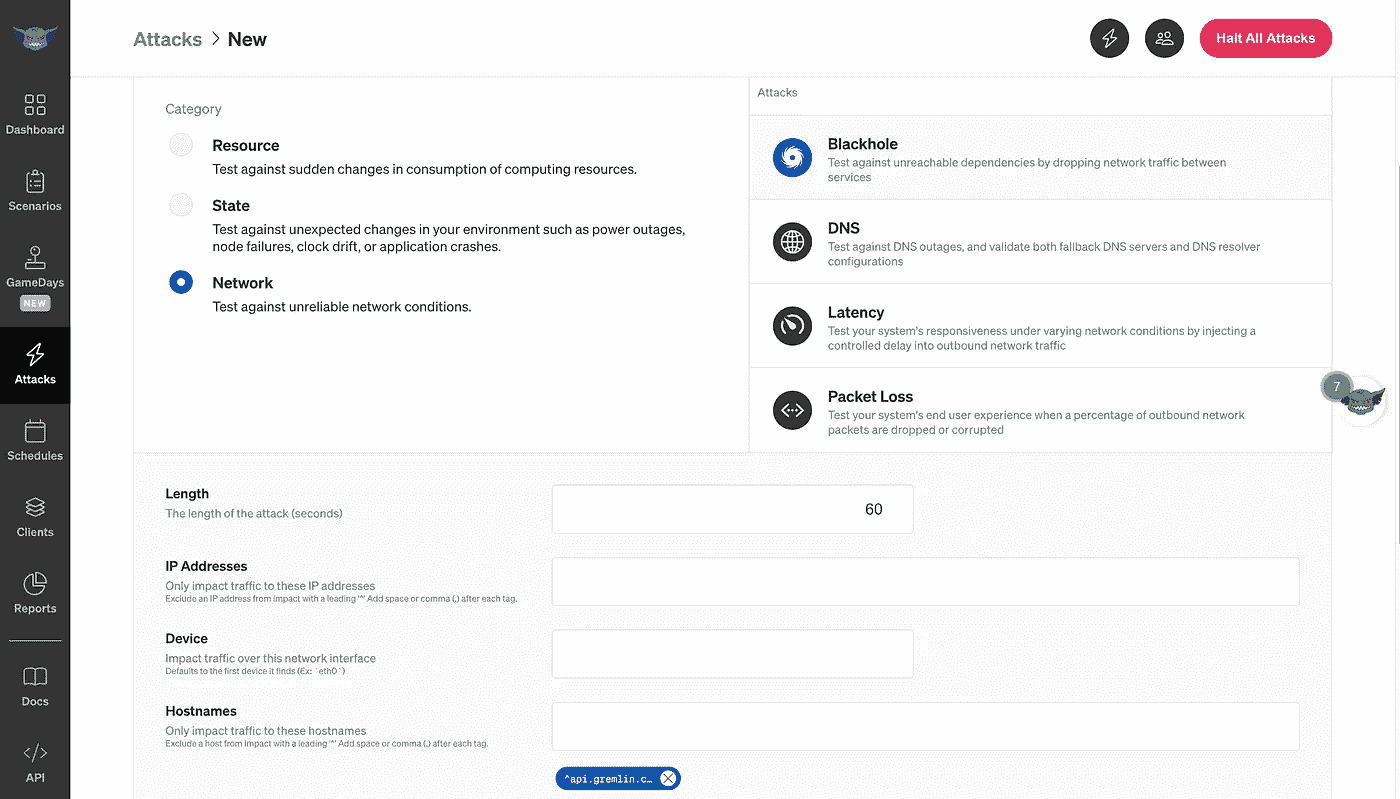 Attacks > New
Halt All Attacks
Dashboard
Scenarios
GameDays
NEW
Attacks
Schedules
Clients
Reports
Docs
API
Category
Resource
Test against sudden changes in consumption of computing resources.
State
Test against unexpected changes in your environment such as power outages,
node failures, clock drift, or application crashes.
Network
Test against unreliable network conditions.
Attacks
Blackhole
Test against unreachable dependencies by dropping network traffic between
services
DNS
Test against DNS outages, and validate both fallback DNS servers and DNS resolver
configurations
Latency
Test your system's responsiveness under varying network conditions by injecting a
controlled delay into outbound network traffic
Packet Loss
Test your system's end user experience when a percentage of outbound network
packets are dropped or corrupted
7
Length
The length of the attack (seconds)
60
IP Addresses
Only impact traffic to these IP addresses
Exclude an IP address from impact with a leading '^' Add space or comma (,) after each tag.
Device
Impact traffic over this network interface
Defaults to the first device it finds (Ex: `eth0`)
Hostnames
Only impact traffic to these hostnames
Exclude a host from impact with a leading '^' Add space or comma (,) after each tag.
^api.gremlin.c…